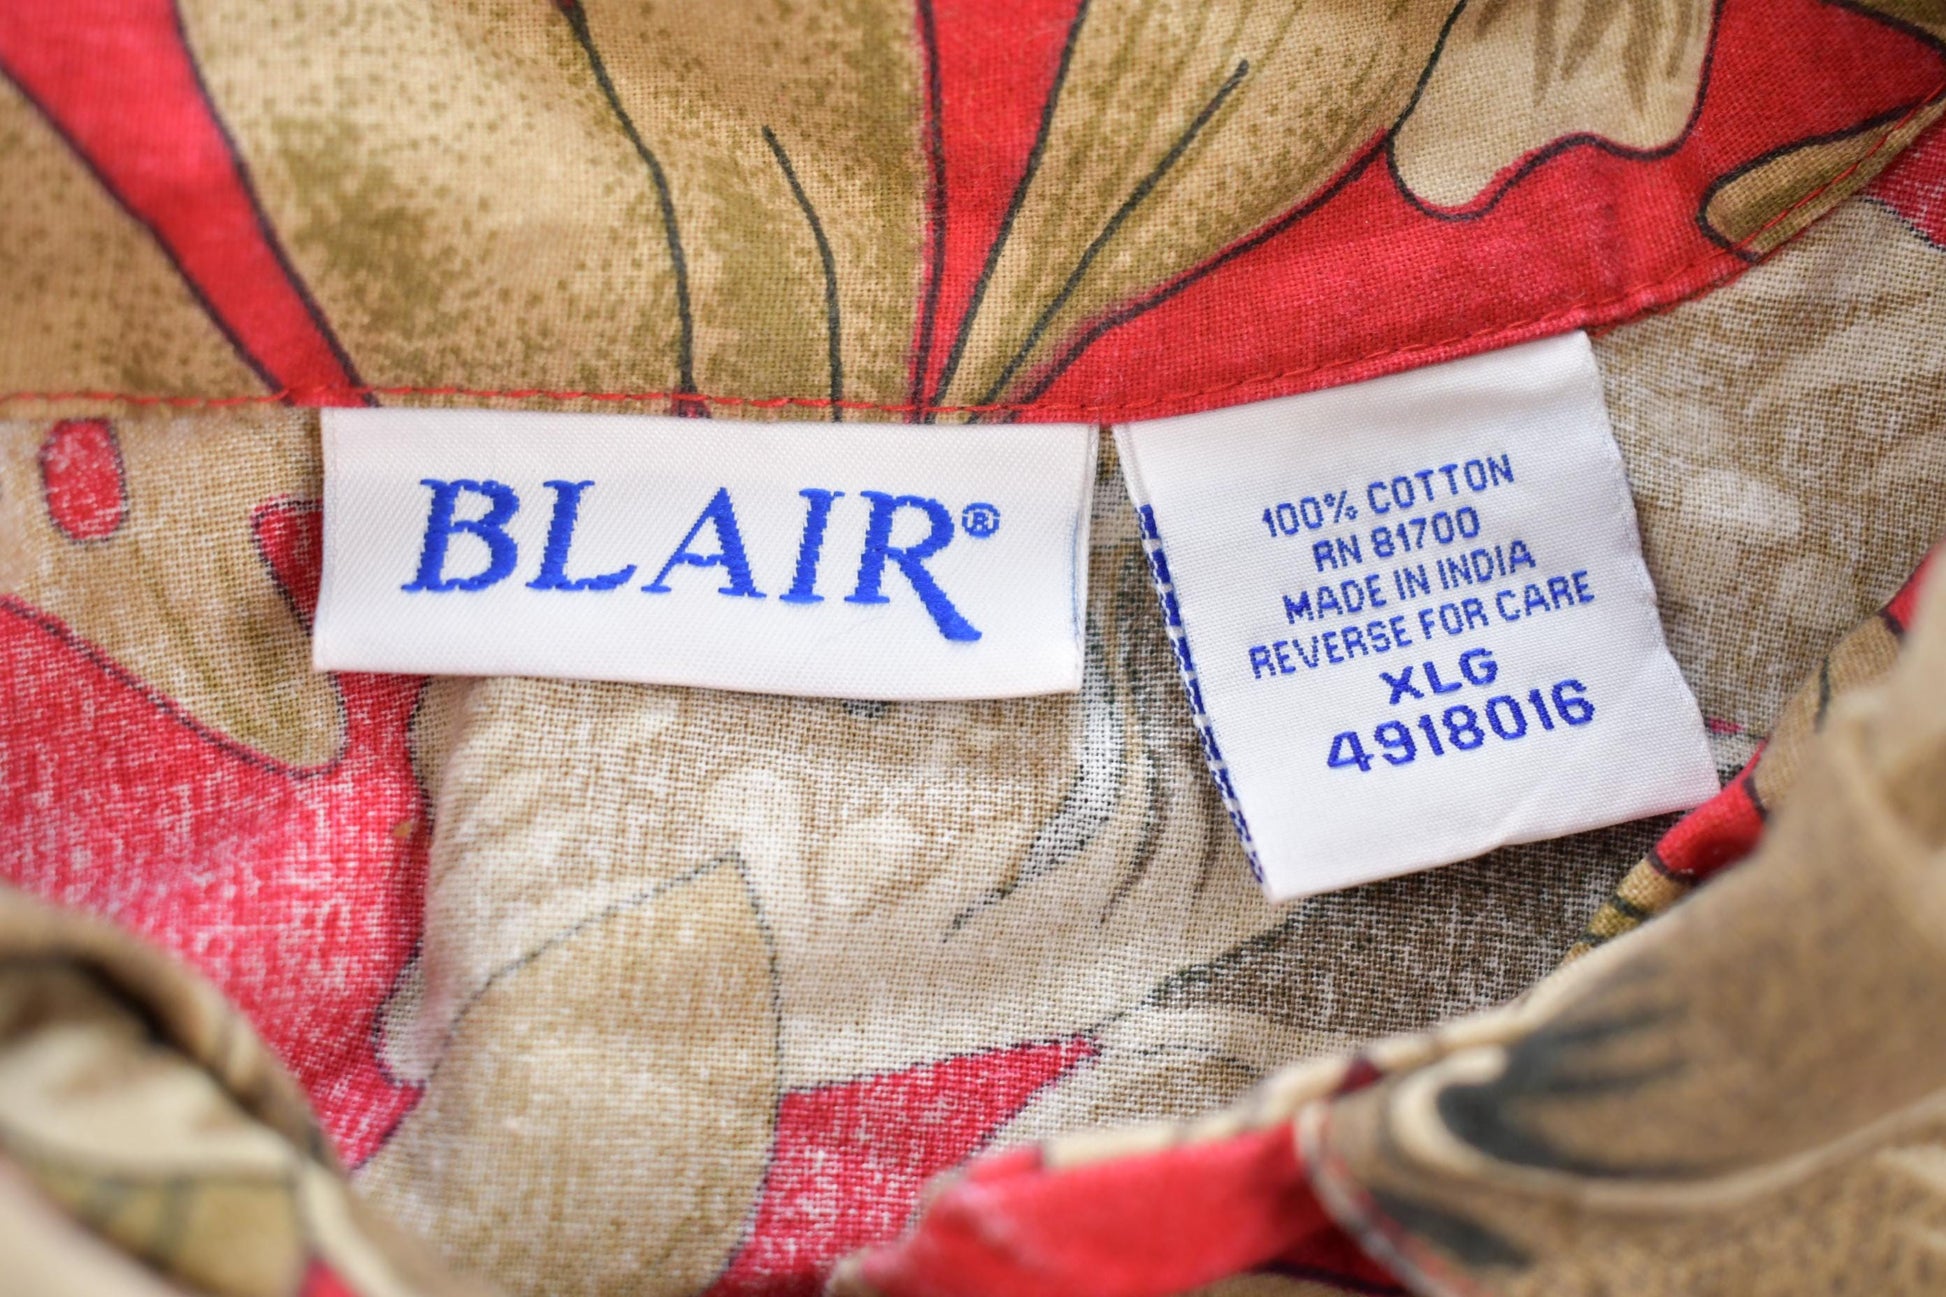 BLAIR®
100% COTTON
RN 81700
MADE IN INDIA
REVERSE FOR CARE
XLG
4918016